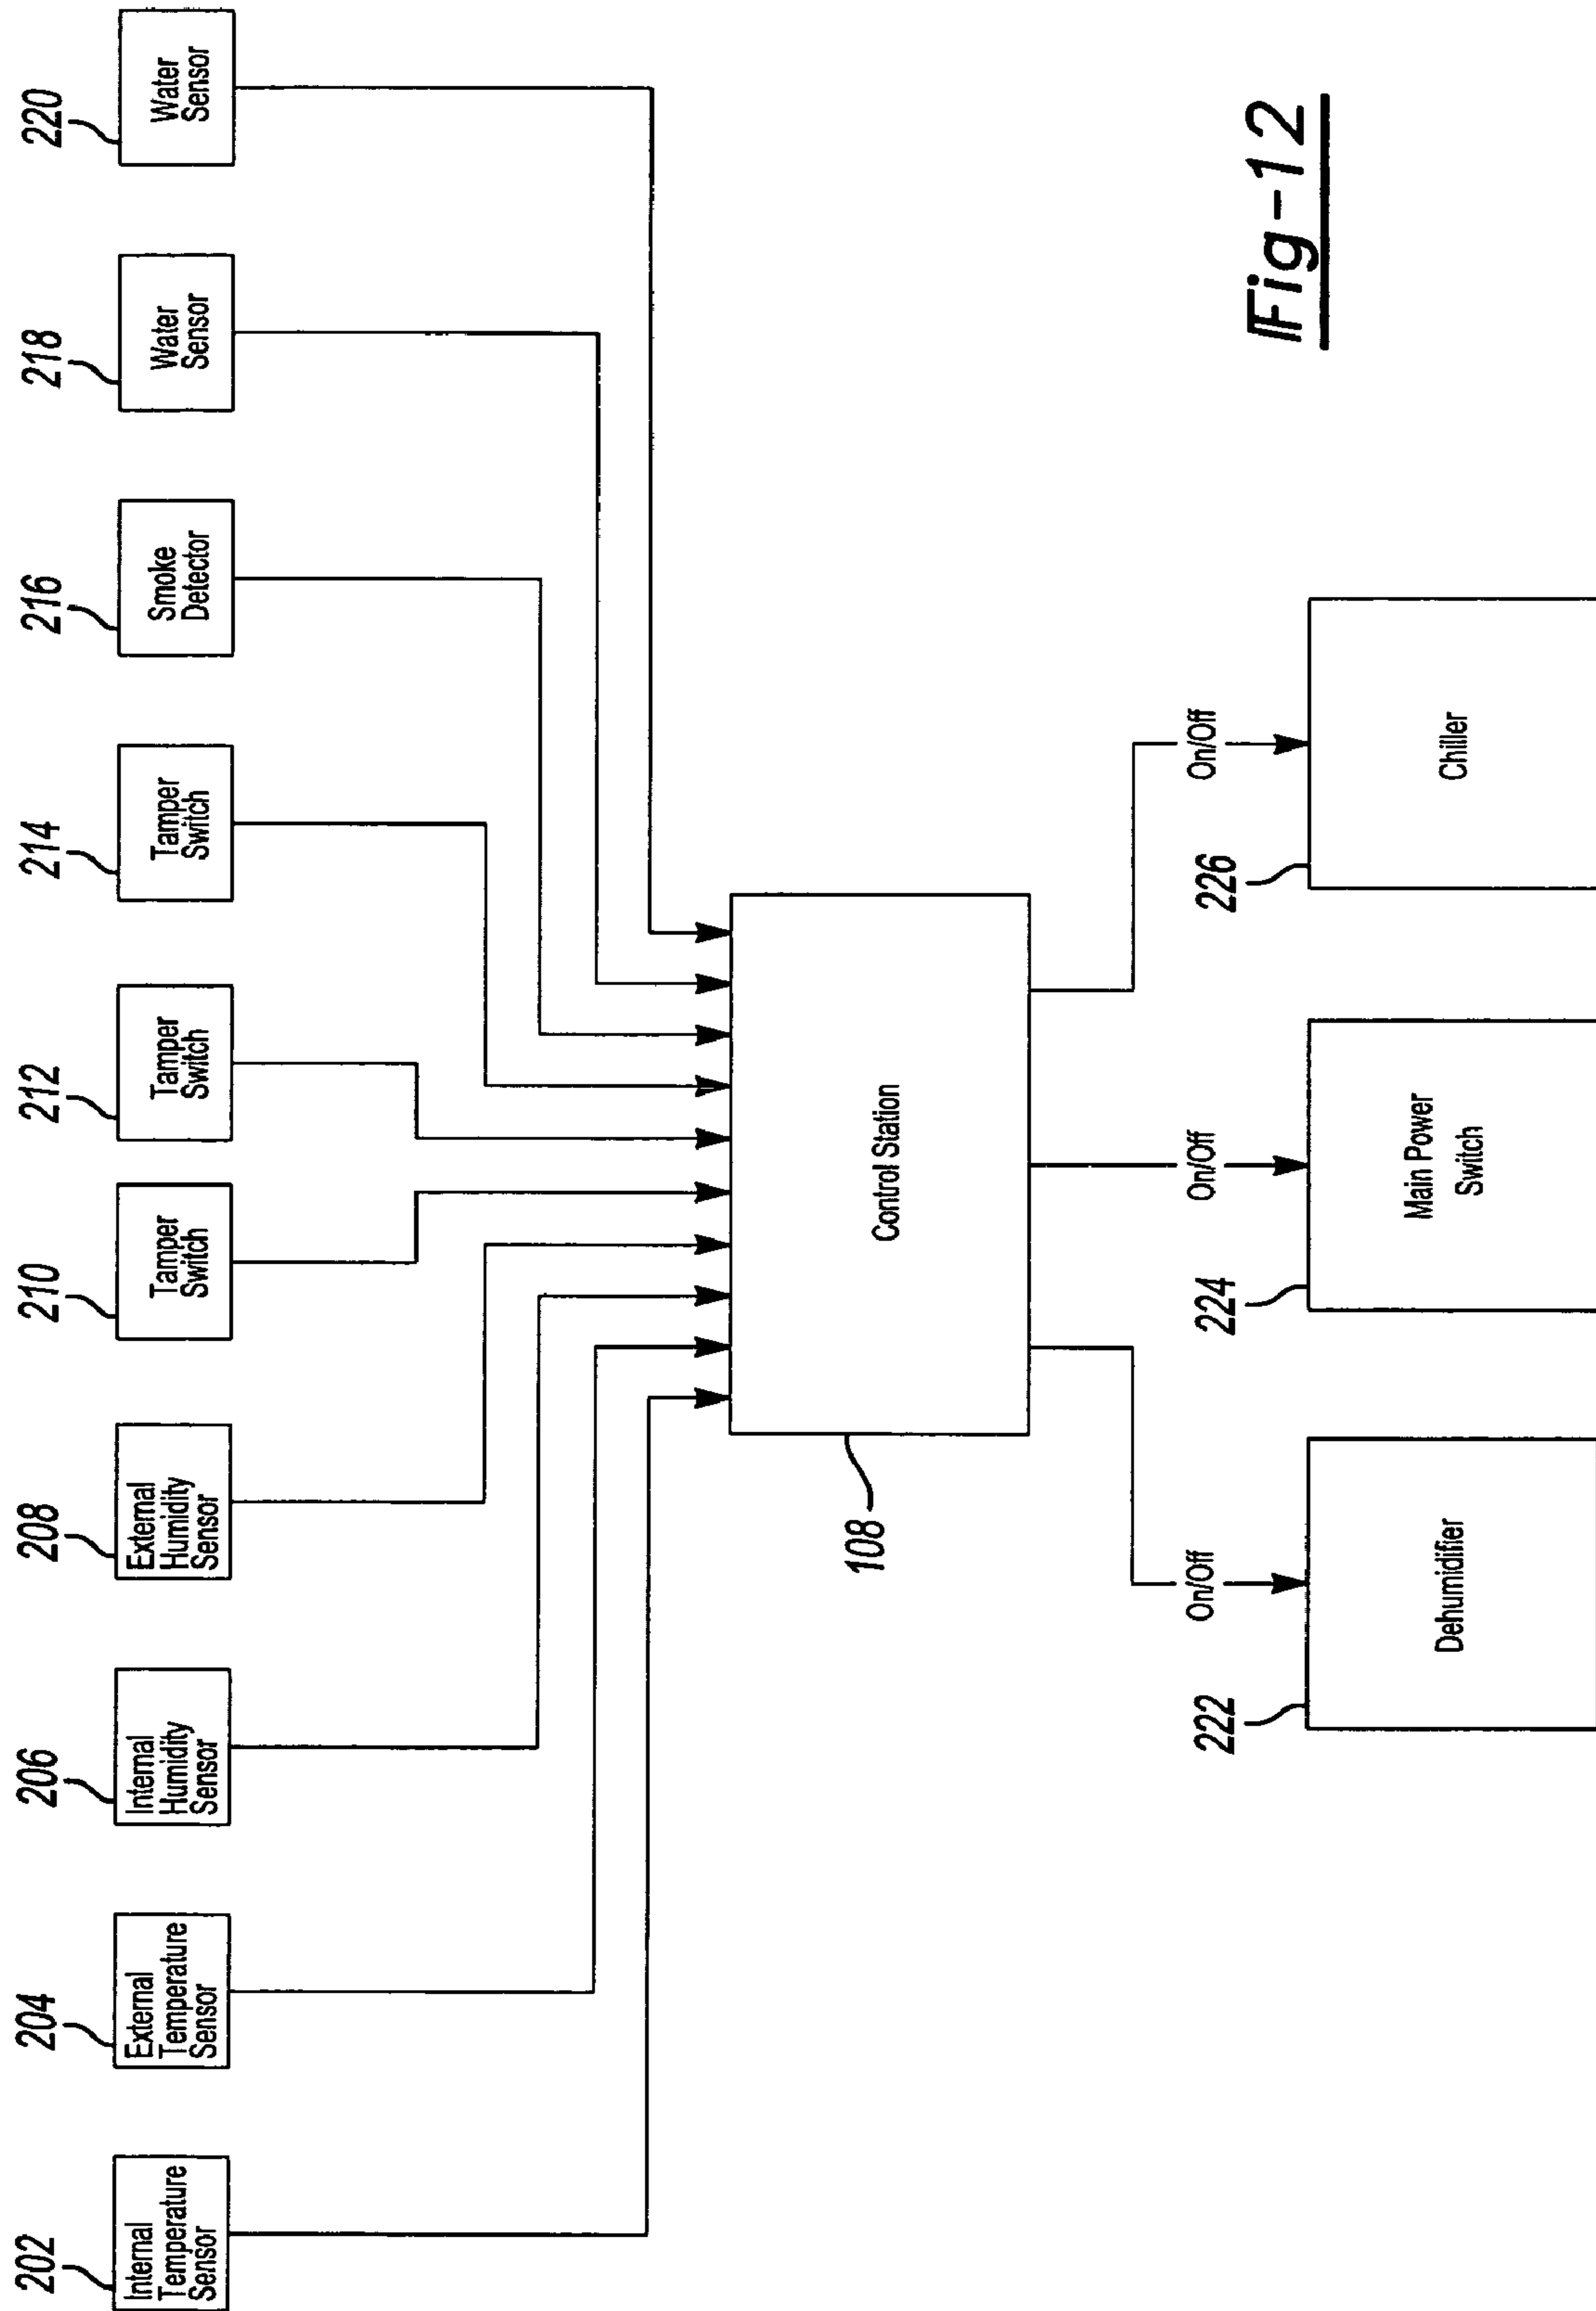 202
204
206
208
210
212
214
216
218
220
Internal
Temperature
Sensor
External
Temperature
Sensor
Internal
Humidity
Sensor
External
Humidity
Sensor
Tamper
Switch
Tamper
Switch
Tamper
Switch
Smoke
Detector
Water
Sensor
Water
Sensor
108
Control Station
On/Off
On/Off
On/Off
222
Dehumidifier
224
Main Power
Switch
226
Chiller
Fig-12